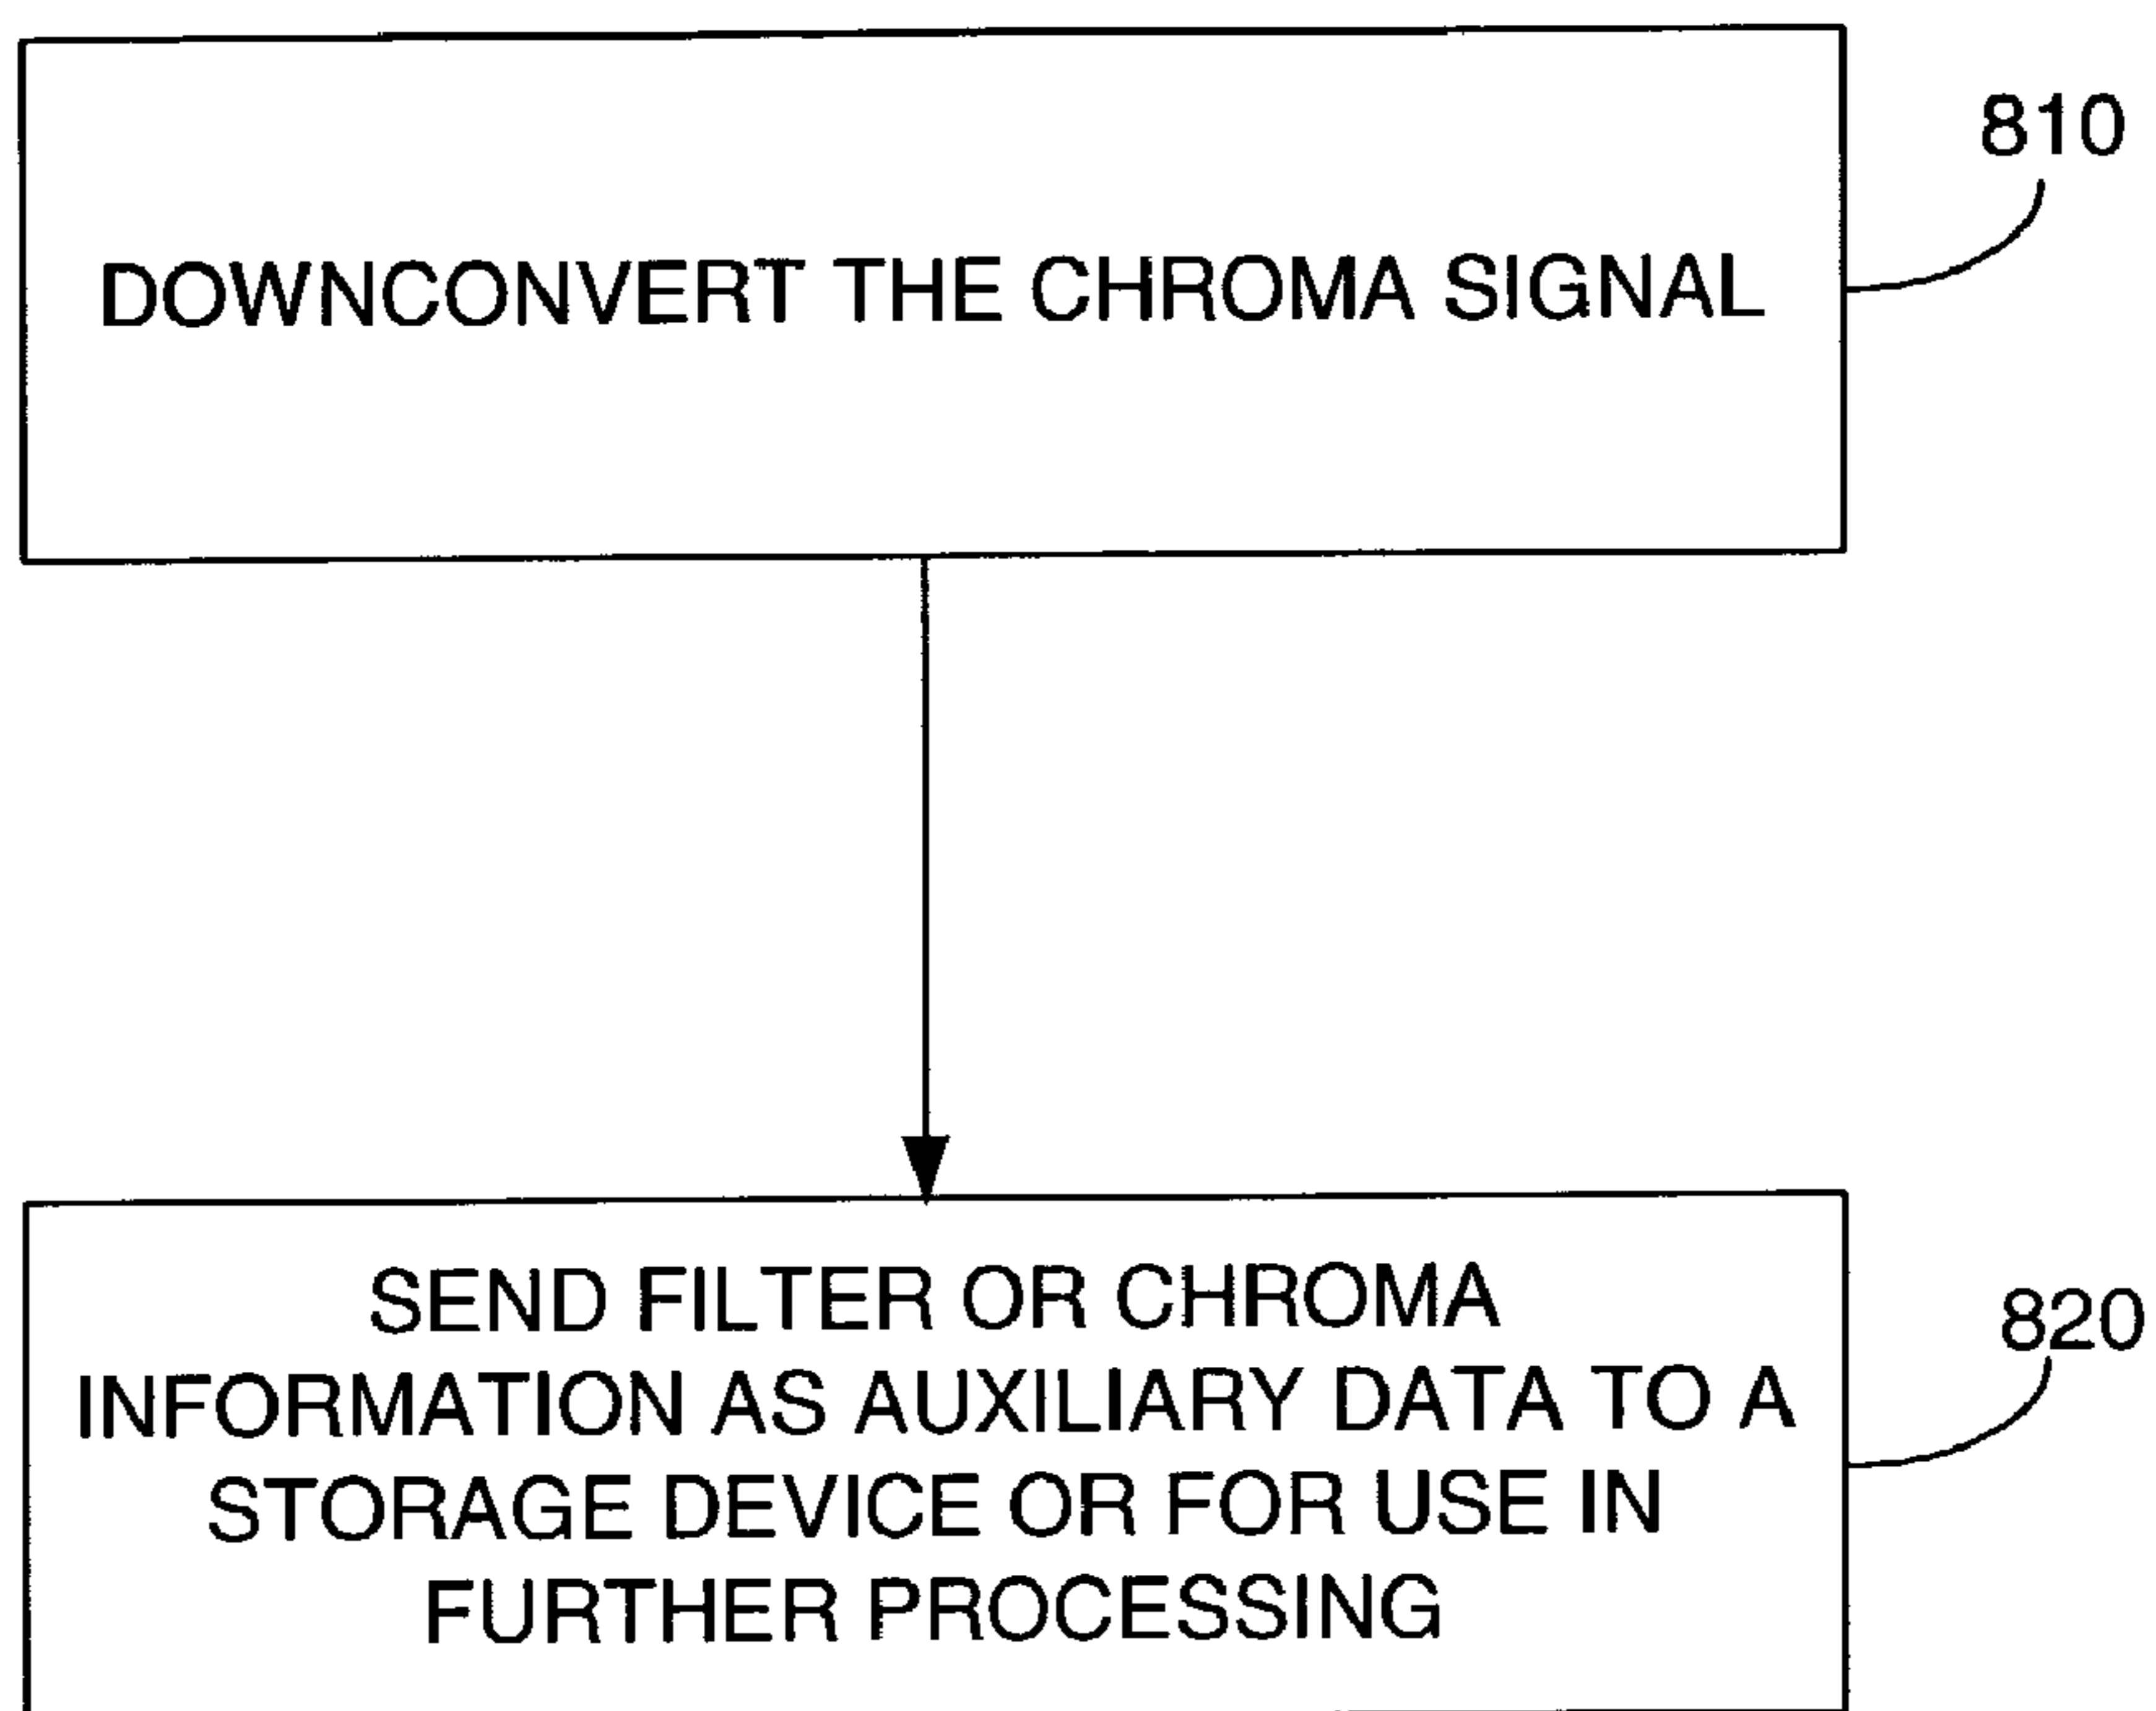 810
DOWNCONVERT THE CHROMA SIGNAL
SEND FILTER OR CHROMA
820
INFORMATION AS AUXILIARY DATA TO A
STORAGE DEVICE OR FOR USE IN
FURTHER PROCESSING